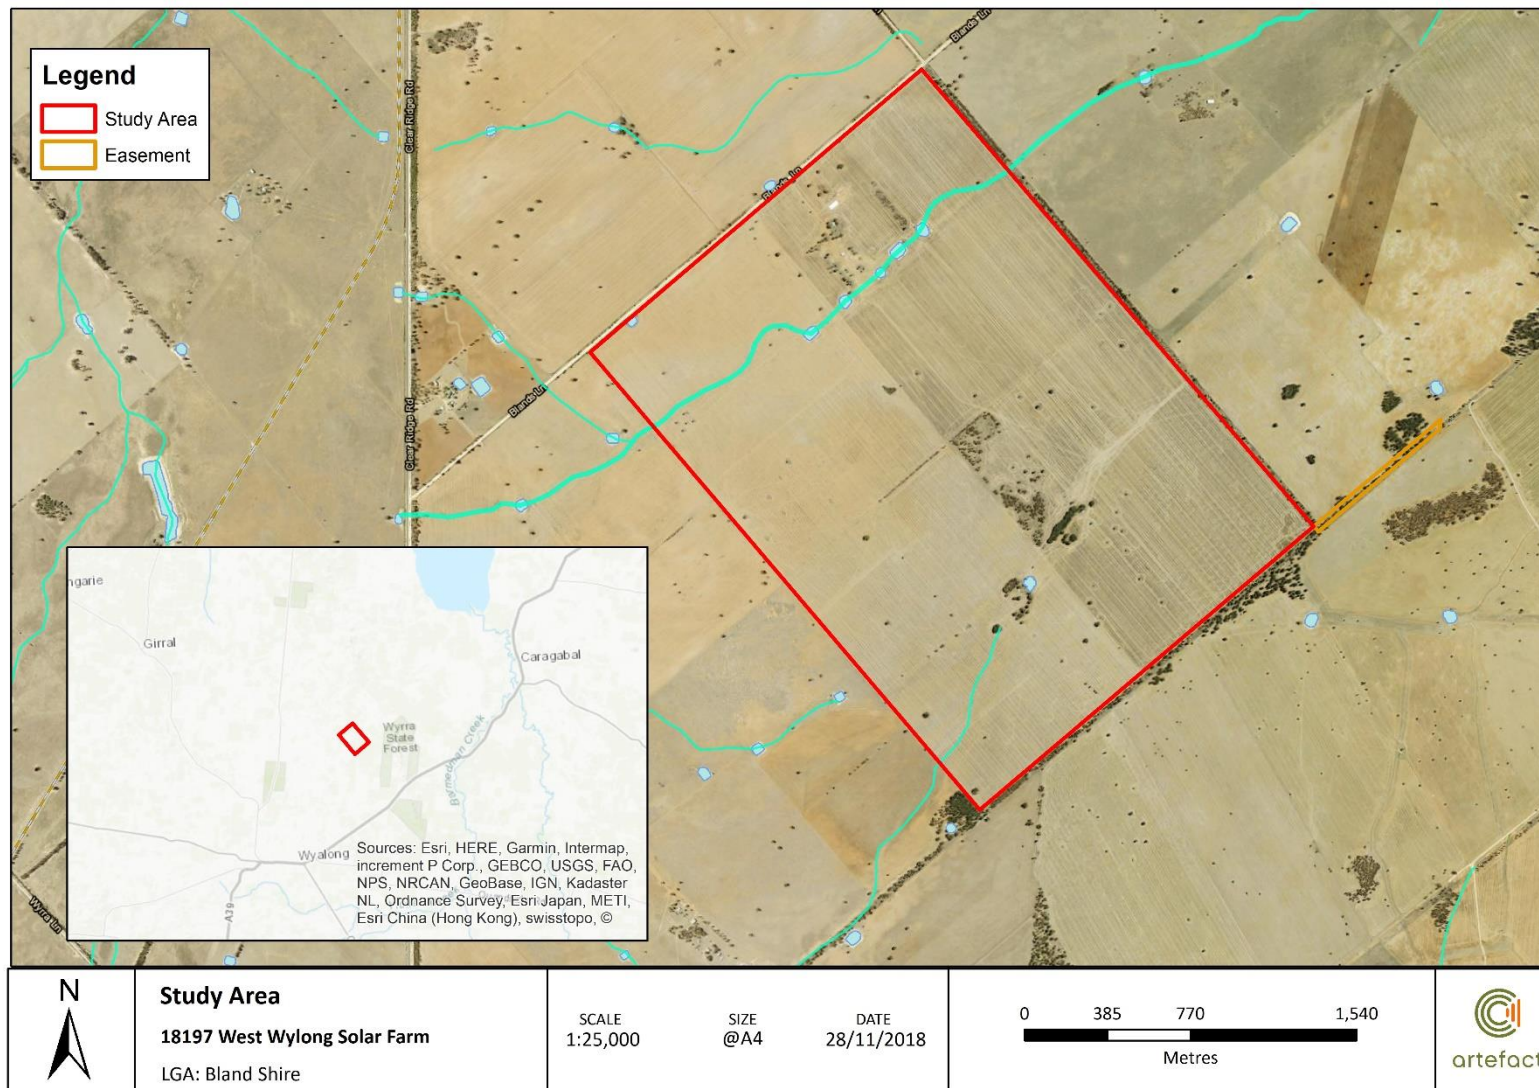 Blands Ln
Legend
Study Area
Easement
Clear Ridge Rd
Blands Ln
Clear Ridge Rd
Blands Ln
ngarie
Girral
Caragabal
Wyrra
State
Forest
Barmedman Creek
Wyalong
A39
Sources: Esri, HERE, Garmin, Intermap,
increment P Corp., GEBCO, USGS, FAO,
NPS, NRCAN, GeoBase, IGN, Kadaster
NL, Ordnance Survey, Esri Japan, METI,
Esri China (Hong Kong), swisstopo, ©
Wyrra Ln
N
Study Area
18197 West Wylong Solar Farm
LGA: Bland Shire
SCALE
1:25,000
SIZE
@A4
DATE
28/11/2018
0 385 770 1,540
Metres
artefact